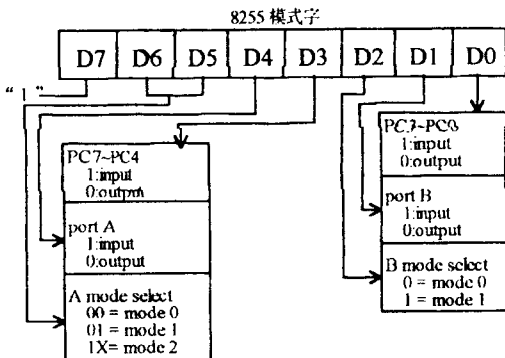 8255 模式字
D7 D6 D5 D4 D3 D2 D1 D0
“1”
PC7~PC4
1:input
0:output
port A
1:input
0:output
A mode select
00 = mode 0
01 = mode 1
1X= mode 2
PC3~PC0
1:input
0:output
port B
1:input
0:output
B mode select
0 = mode 0
1 = mode 1